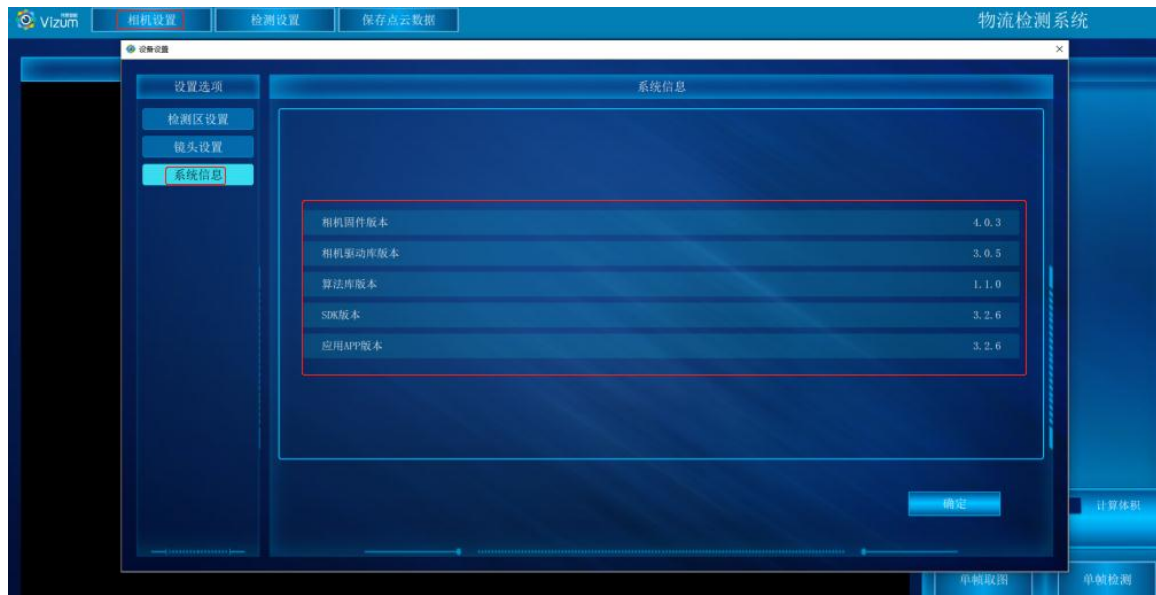 Vizum
相机设置
检测设置
保存点云数据
物流检测系统
设备设置
设置选项
系统信息
检测区设置
镜头设置
系统信息
相机固件版本 4.0.3
相机驱动库版本 3.0.5
算法库版本 1.1.0
SDK版本 3.2.6
应用APP版本 3.2.6
确定
计算体积
单帧取图
单帧检测